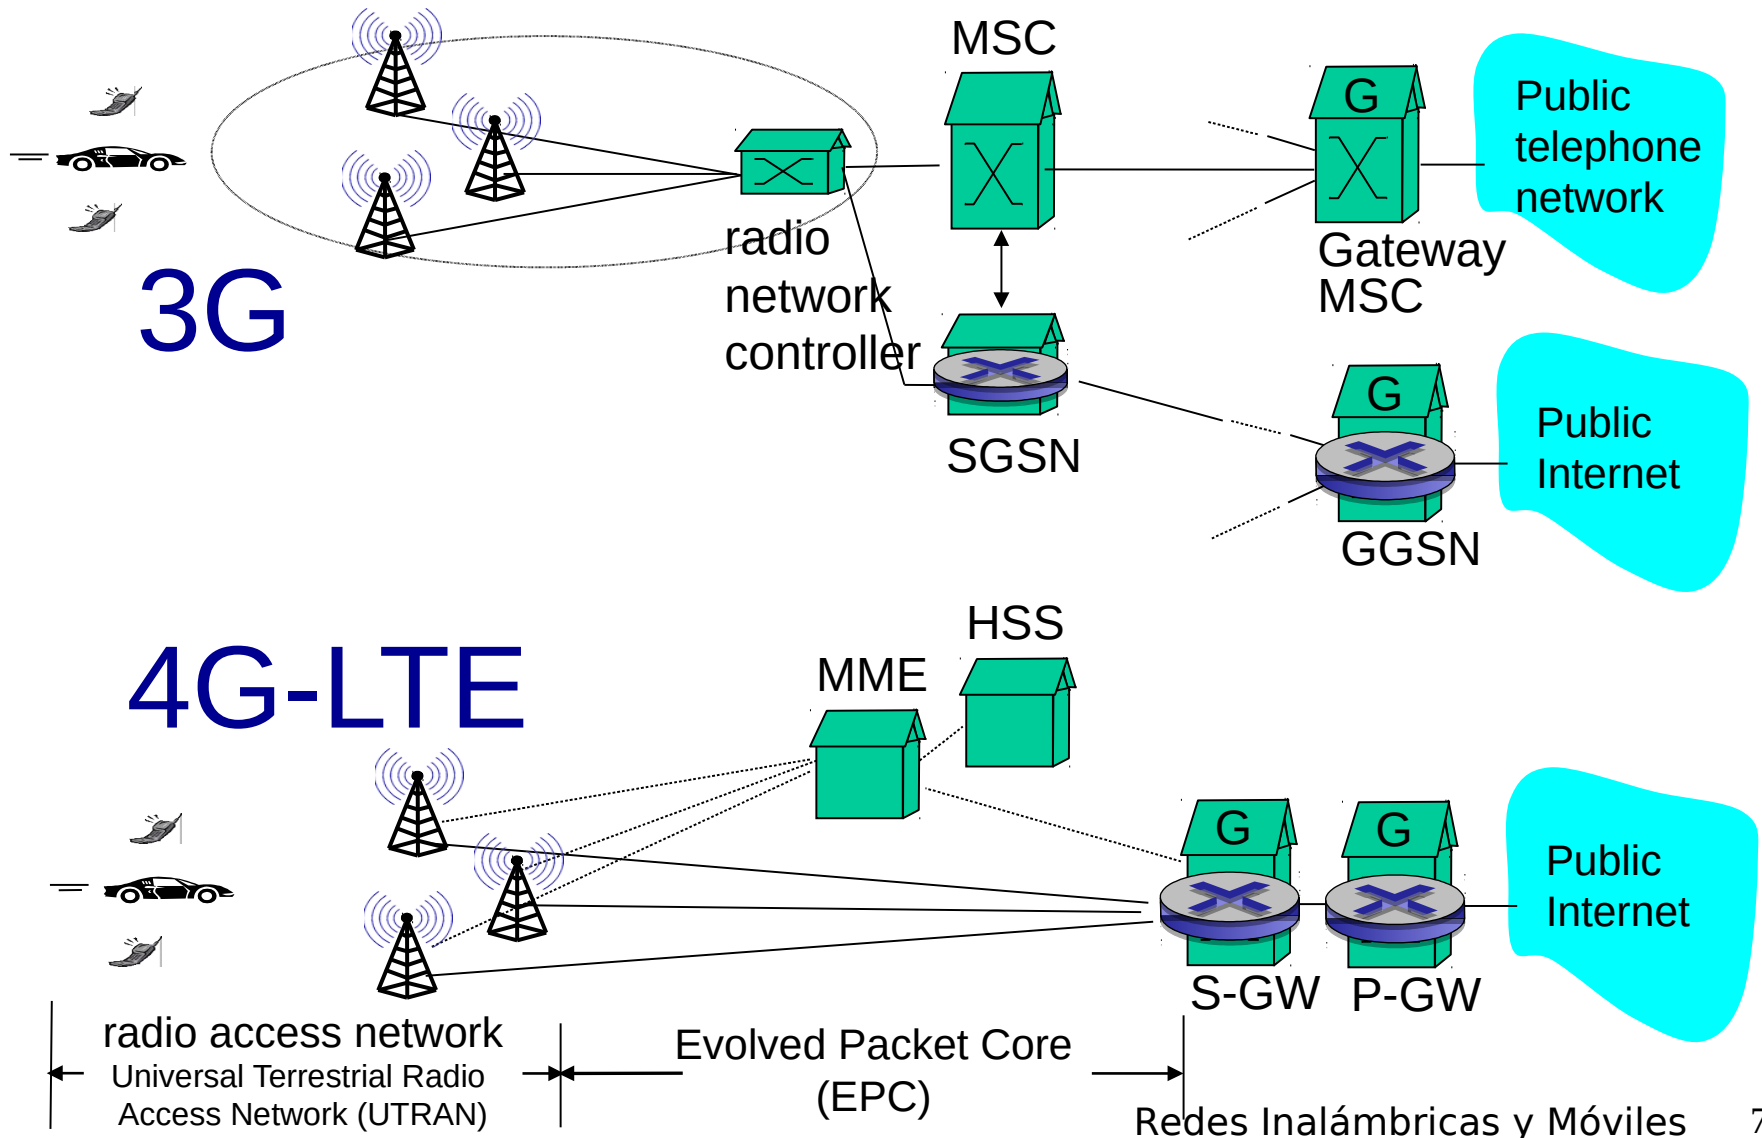 MSC
G
Public
telephone
network
radio
network
controller
Gateway
MSC
3G
G
Public
Internet
SGSN
GGSN
HSS
MME
4G-LTE
G
G
Public
Internet
S-GW
P-GW
radio access network
Universal Terrestrial Radio
Access Network (UTRAN)
Evolved Packet Core
(EPC)
Redes Inalámbricas y Móviles
7